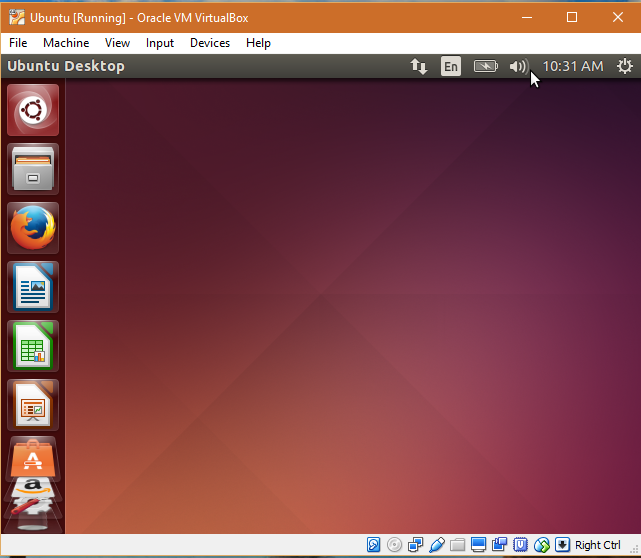 Ubuntu [Running] - Oracle VM VirtualBox
File Machine View Input Devices Help
Ubuntu Desktop En 10:31 AM
A
a
Right Ctrl